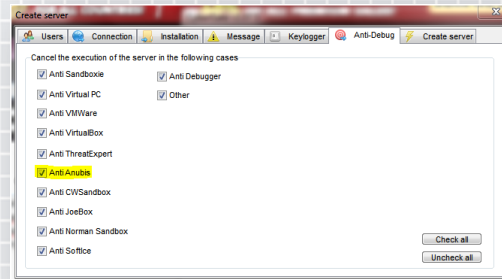 Create server
Users Connection Installation Message Keylogger Anti-Debug Create server
Cancel the execution of the server in the following cases
Anti Sandboxie Anti Debugger
Anti Virtual PC Other
Anti VMWare
Anti VirtualBox
Anti ThreatExpert
Anti Anubis
Anti CWSandbox
Anti JoeBox
Anti Norman Sandbox
Anti SoftIce
Check all
Uncheck all